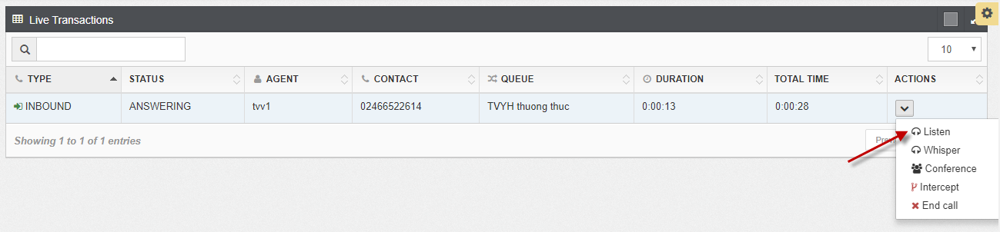 Live Transactions
10
TYPE STATUS AGENT CONTACT QUEUE DURATION TOTAL TIME ACTIONS
INBOUND ANSWERING tvv1 02466522614 TVYH thuong thuc 0:00:13 0:00:28
Showing 1 to 1 of 1 entries
Listen
Whisper
Conference
Intercept
End call